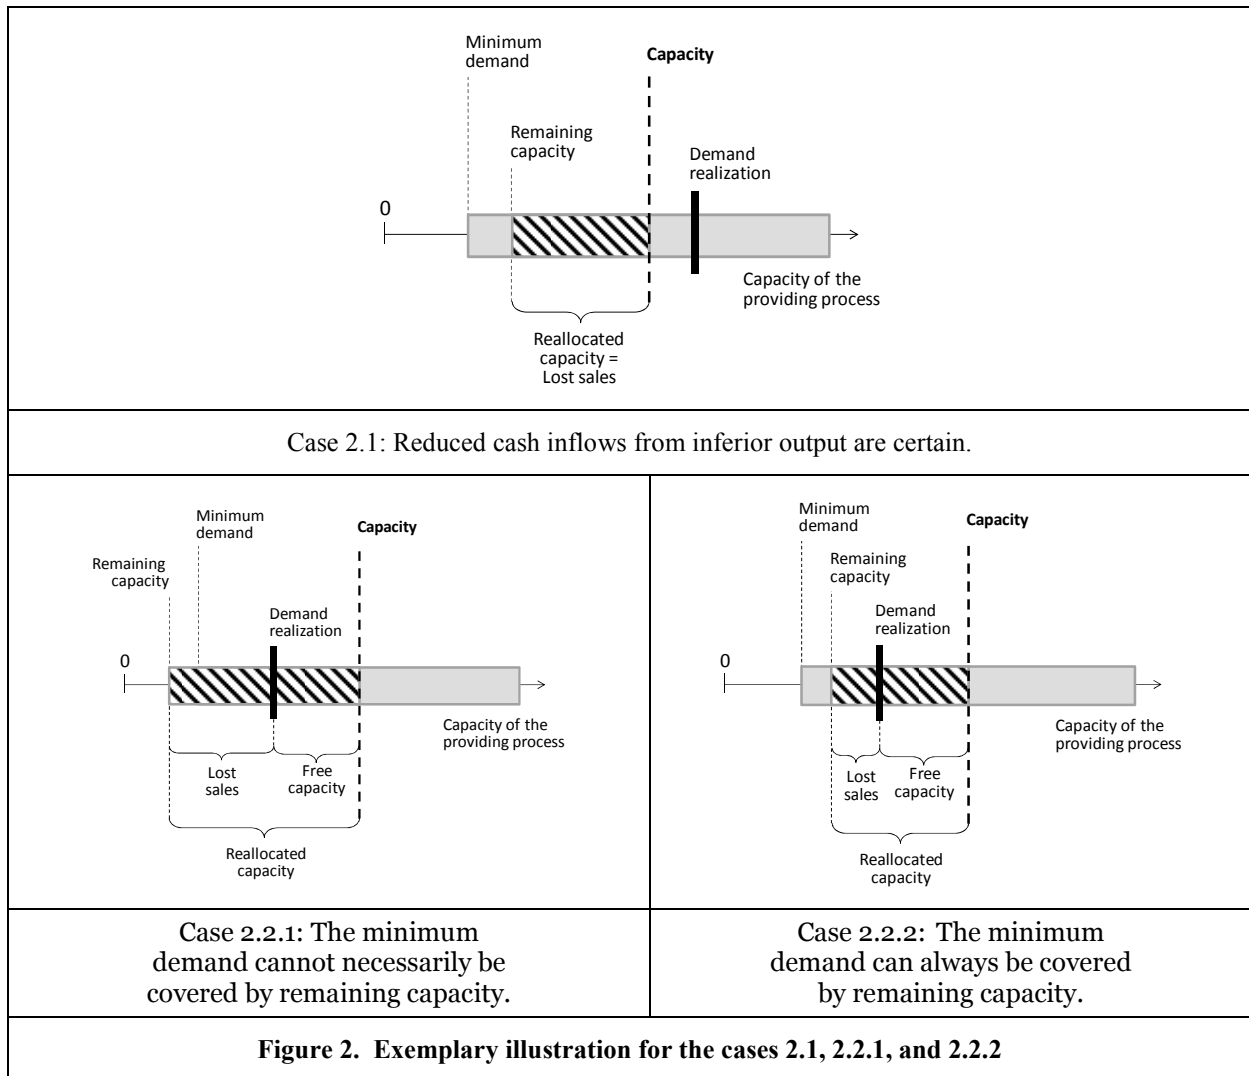 Minimum
demand
Capacity
Remaining
capacity
Demand
realization
0
Capacity of the
providing process
Reallocated
capacity =
Lost sales
Case 2.1: Reduced cash inflows from inferior output are certain.
Minimum
demand
Capacity
Remaining
capacity
Demand
realization
0
Capacity of the
providing process
Lost
sales
Free
capacity
Reallocated
capacity
Case 2.2.1: The minimum
demand cannot necessarily be
covered by remaining capacity.
Minimum
demand
Capacity
Remaining
capacity
Demand
realization
0
Capacity of the
providing process
Lost
sales
Free
capacity
Reallocated
capacity
Case 2.2.2: The minimum
demand can always be covered
by remaining capacity.
Figure 2. Exemplary illustration for the cases 2.1, 2.2.1, and 2.2.2